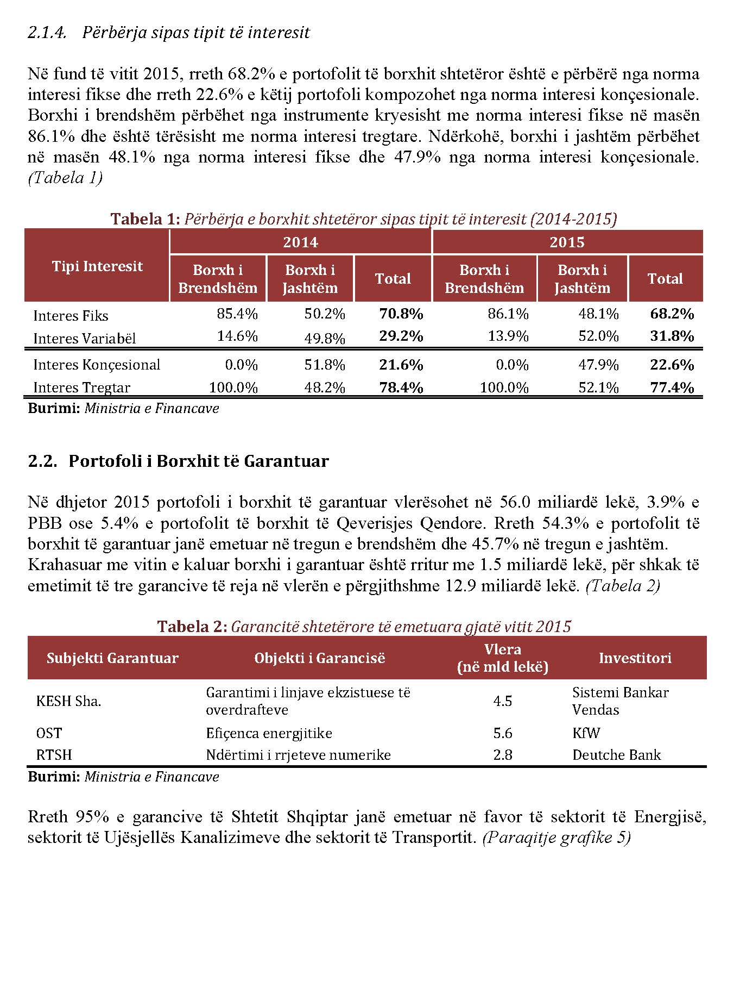 2.1.4. Përbërja sipas tipit të interesit
Në fund të vitit 2015, rreth 68.2% e portofolit të borxhit shtetëror është e përbërë nga norma
interesi fikse dhe rreth 22.6% e këtij portofoli kompozohet nga norma interesi konçesionale.
Borxhi i brendshëm përbëhet nga instrumente kryesisht me norma interesi fikse në masën
86.1% dhe është tërësisht me norma interesi tregtare. Ndërkohë, borxhi i jashtëm përbëhet
në masën 48.1% nga norma interesi fikse dhe 47.9% nga norma interesi konçesionale.
(Tabela 1)
Tabela 1: Përbërja e borxhit shtetëror sipas tipit të interesit (2014-2015)
Tipi Interesit 2014 2015
Borxh i Brendshëm Borxh i Jashtëm Total Borxh i Brendshëm Borxh i Jashtëm Total
Interes Fiks 85.4% 50.2% 70.8% 86.1% 48.1% 68.2%
Interes Variabël 14.6% 49.8% 29.2% 13.9% 52.0% 31.8%
Interes Konçesional 0.0% 51.8% 21.6% 0.0% 47.9% 22.6%
Interes Tregtar 100.0% 48.2% 78.4% 100.0% 52.1% 77.4%
Burimi: Ministria e Financave
2.2. Portofoli i Borxhit të Garantuar
Në dhjetor 2015 portofoli i borxhit të garantuar vlerësohet në 56.0 miliardë lekë, 3.9% e
PBB ose 5.4% e portofolit të borxhit të Qeverisjes Qendore. Rreth 54.3% e portofolit të
borxhit të garantuar janë emetuar në tregun e brendshëm dhe 45.7% në tregun e jashtëm.
Krahasuar me vitin e kaluar borxhi i garantuar është rritur me 1.5 miliardë lekë, për shkak të
emetimit të tre garancive të reja në vlerën e përgjithshme 12.9 miliardë lekë. (Tabela 2)
Tabela 2: Garancitë shtetërore të emetuara gjatë vitit 2015
Subjekti Garantuar Objekti i Garancisë Vlera (në mld lekë) Investitori
KESH Sha. Garantimi i linjave ekzistuese të overdrafteve 4.5 Sistemi Bankar Vendas
OST Efiçenca energjitike 5.6 KfW
RTSH Ndërtimi i rrjeteve numerike 2.8 Deutche Bank
Burimi: Ministria e Financave
Rreth 95% e garancive të Shtetit Shqiptar janë emetuar në favor të sektorit të Energjisë,
sektorit të Ujësjellës Kanalizimeve dhe sektorit të Transportit. (Paraqitje grafike 5)